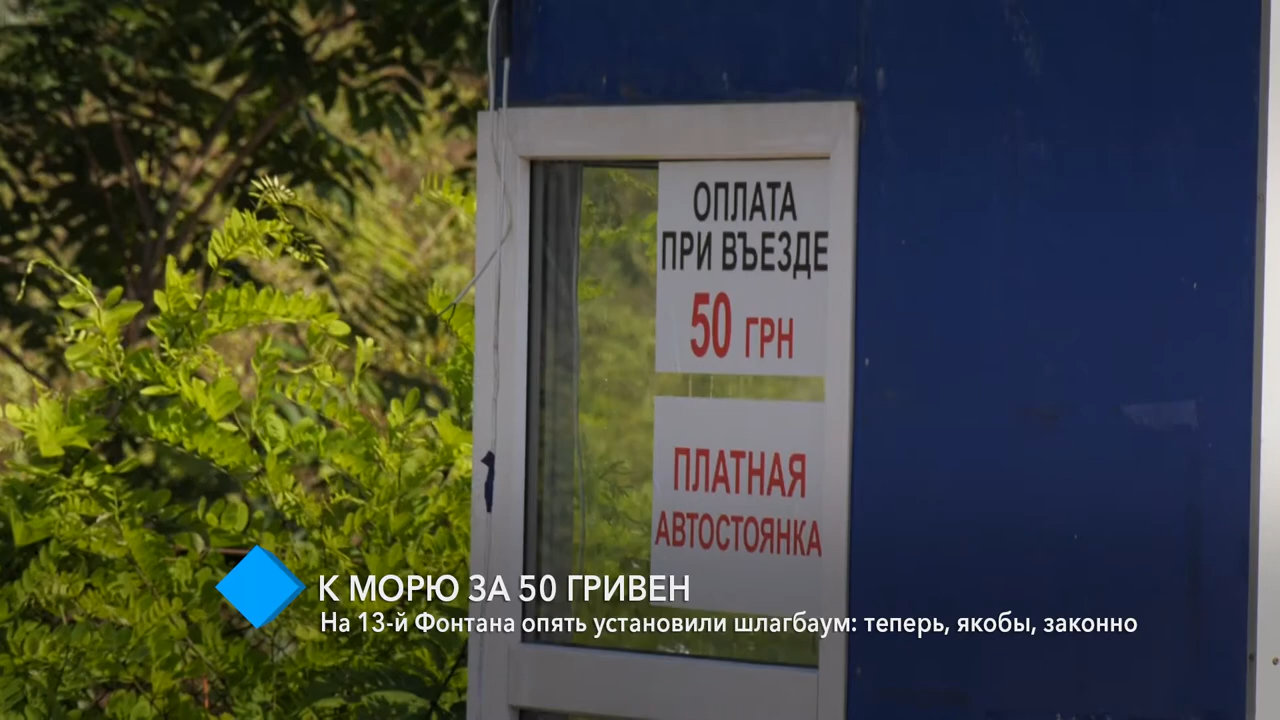 ОПЛАТА
ПРИ ВЪЕЗДЕ
50 ГРН
ПЛАТНАЯ
АВТОСТОЯНКА
К МОРЮ ЗА 50 ГРИВЕН
На 13-й Фонтана опять установили шлагбаум: теперь, якобы, законно